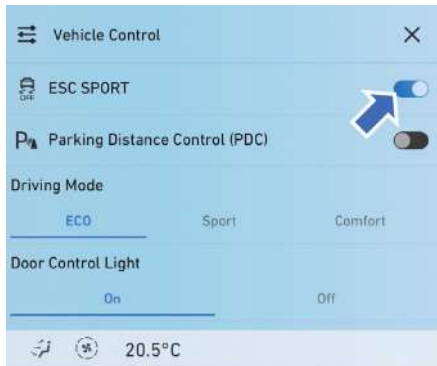 Vehicle Control
OFF ESC SPORT
P Parking Distance Control (PDC)
Driving Mode
ECO Sport Comfort
Door Control Light
On Off
20.5°C